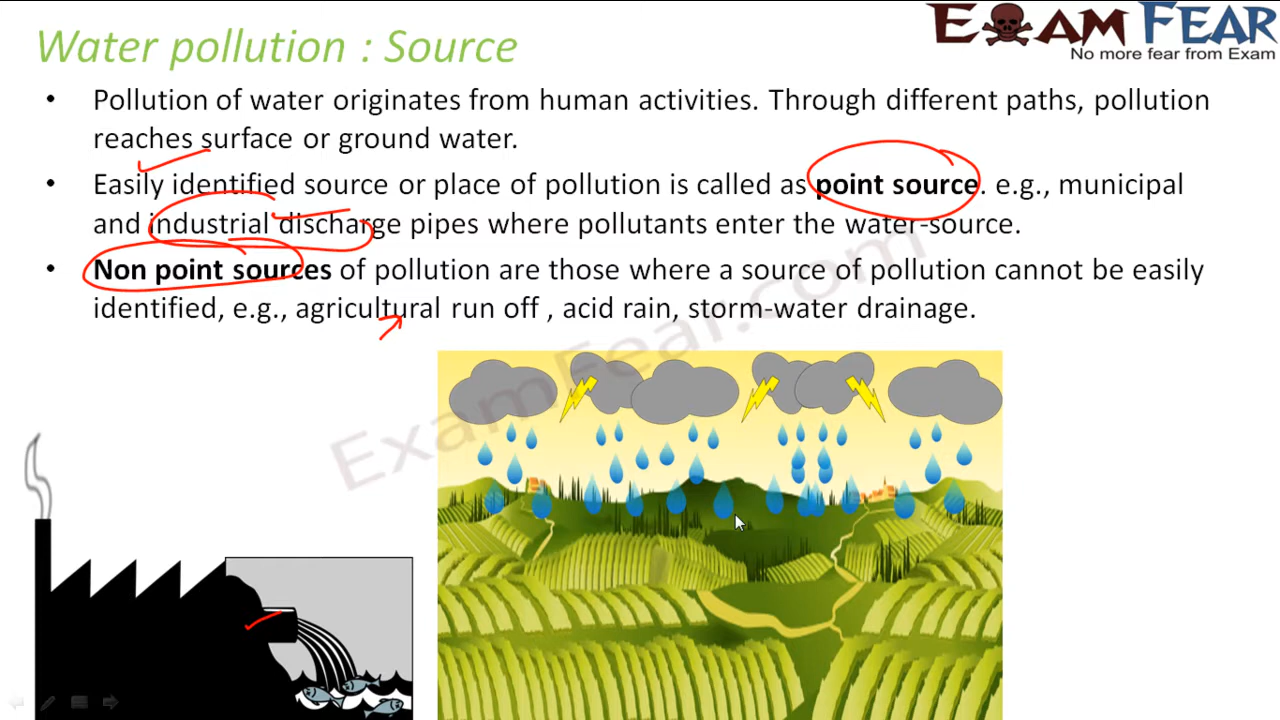 Water pollution : Source
EXAM FEAR
No more fear from Exam
• Pollution of water originates from human activities. Through different paths, pollution
reaches surface or ground water.
• Easily identified source or place of pollution is called as point source. e.g., municipal
and industrial discharge pipes where pollutants enter the water-source.
• Non point sources of pollution are those where a source of pollution cannot be easily
identified, e.g., agricultural run off , acid rain, storm-water drainage.
ExamFear.com